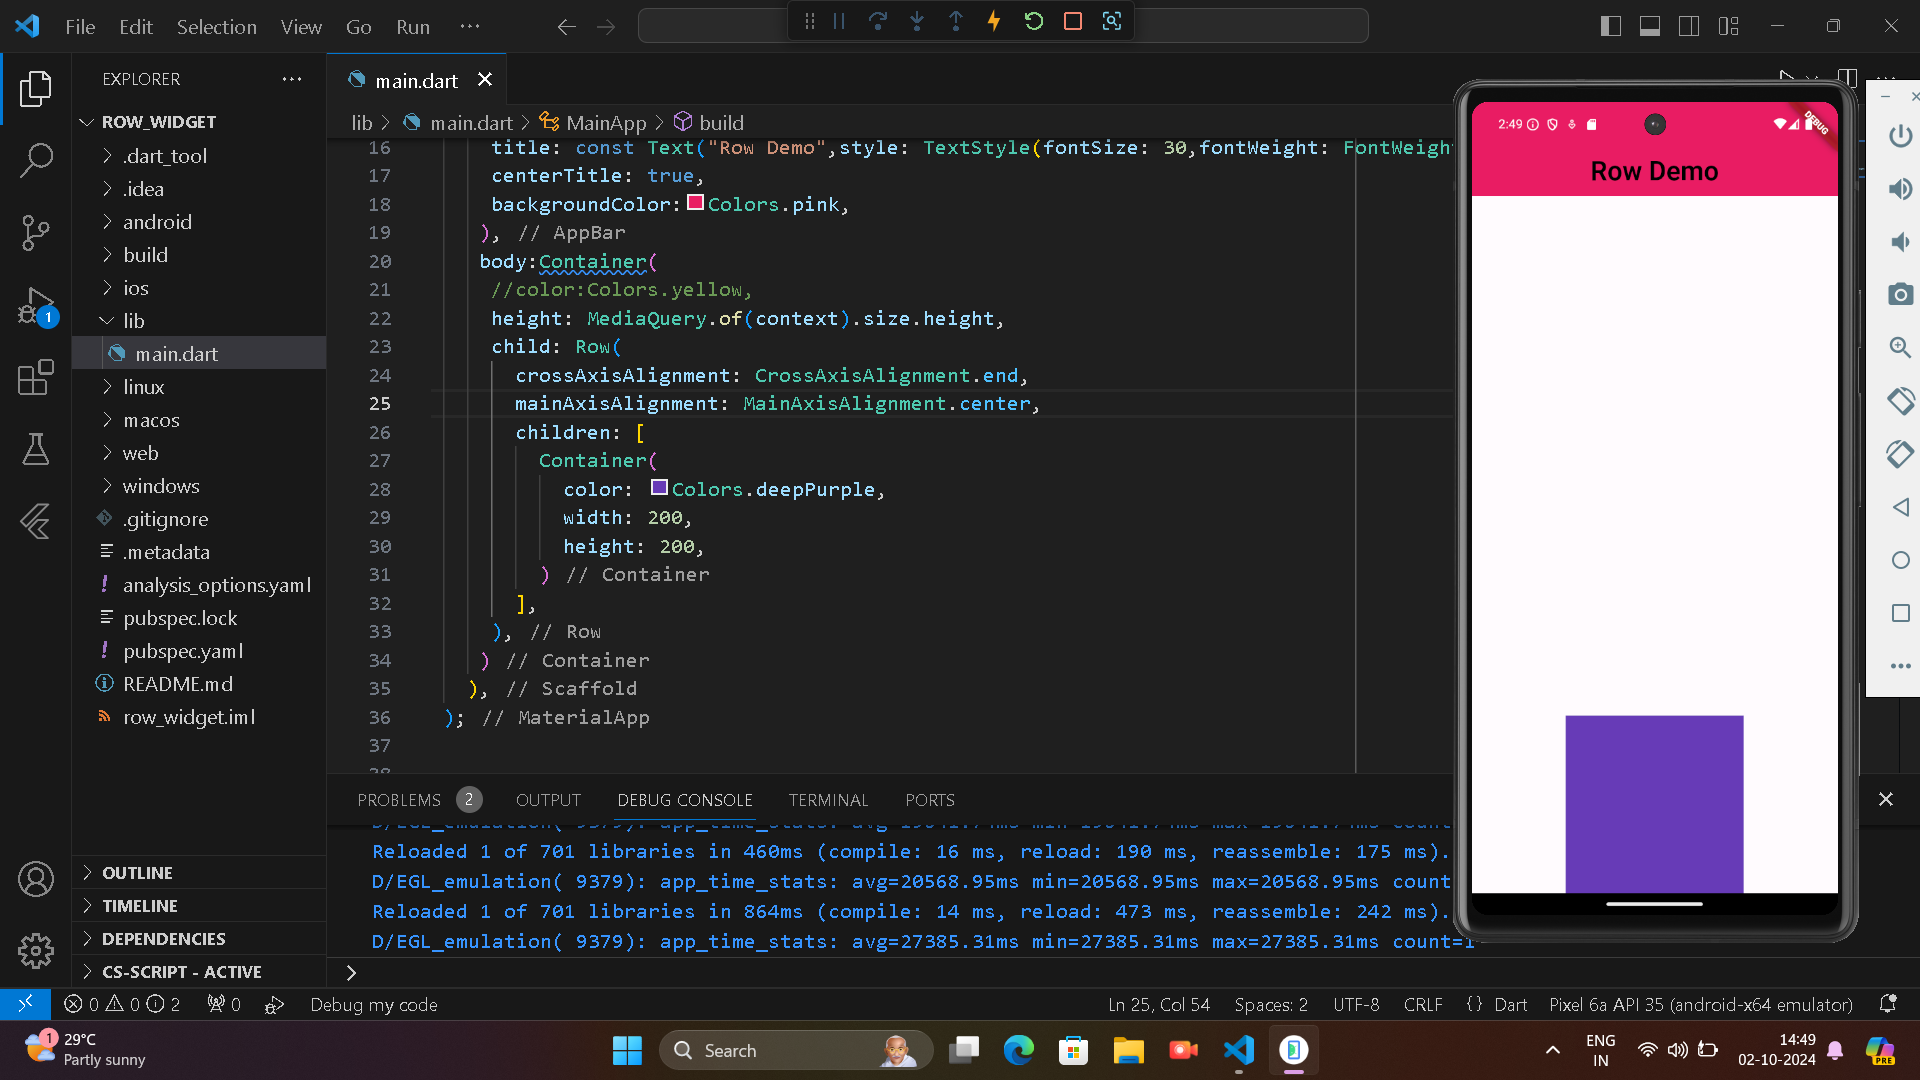 File Edit Selection View Go Run ···
EXPLORER ···
ROW_WIDGET
.dart_tool
.idea
android
build
ios
lib
main.dart
linux
macos
web
windows
.gitignore
.metadata
analysis_options.yaml
pubspec.lock
pubspec.yaml
README.md
row_widget.iml
OUTLINE
TIMELINE
DEPENDENCIES
CS-SCRIPT - ACTIVE
1
main.dart
lib > main.dart > MainApp > build
16 title: const Text("Row Demo",style: TextStyle(fontSize: 30,fontWeight: FontWeigh
17 centerTitle: true,
18 backgroundColor: Colors.pink,
19 ), // AppBar
20 body:Container(
21 //color:Colors.yellow,
22 height: MediaQuery.of(context).size.height,
23 child: Row(
24 crossAxisAlignment: CrossAxisAlignment.end,
25 mainAxisAlignment: MainAxisAlignment.center,
26 children: [
27 Container(
28 color: Colors.deepPurple,
29 width: 200,
30 height: 200,
31 ) // Container
32 ],
33 ), // Row
34 ) // Container
35 ), // Scaffold
36 ); // MaterialApp
37
38
PROBLEMS 2 OUTPUT DEBUG CONSOLE TERMINAL PORTS
Reloaded 1 of 701 libraries in 460ms (compile: 16 ms, reload: 190 ms, reassemble: 175 ms).
D/EGL_emulation( 9379): app_time_stats: avg=20568.95ms min=20568.95ms max=20568.95ms count
Reloaded 1 of 701 libraries in 864ms (compile: 14 ms, reload: 473 ms, reassemble: 242 ms).
D/EGL_emulation( 9379): app_time_stats: avg=27385.31ms min=27385.31ms max=27385.31ms count=1
2:49
DEBUG
Row Demo
0 0 2 0 Debug my code Ln 25, Col 54 Spaces: 2 UTF-8 CRLF {} Dart Pixel 6a API 35 (android-x64 emulator)
1
29°C
Partly sunny
Search
ENG
IN
14:49
02-10-2024
PRE